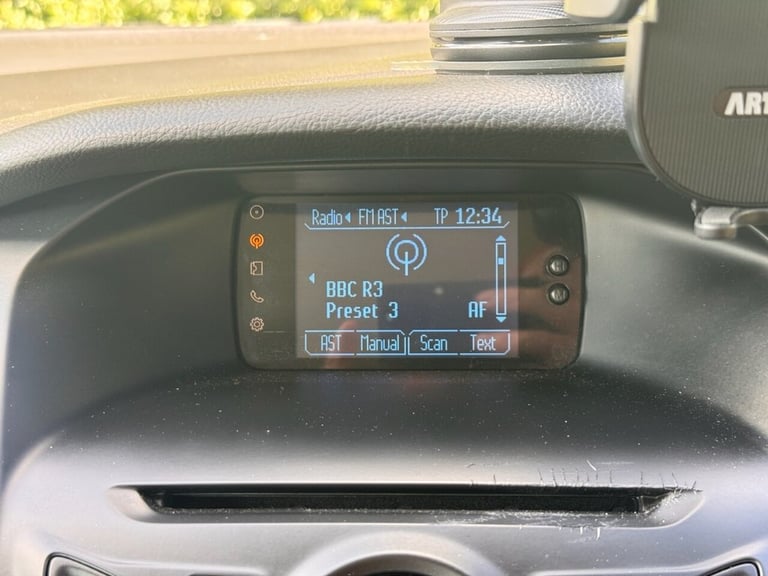 ART
Radio FM AST TP 12:34
BBC R3
Preset 3 AF
AST Manual Scan Text